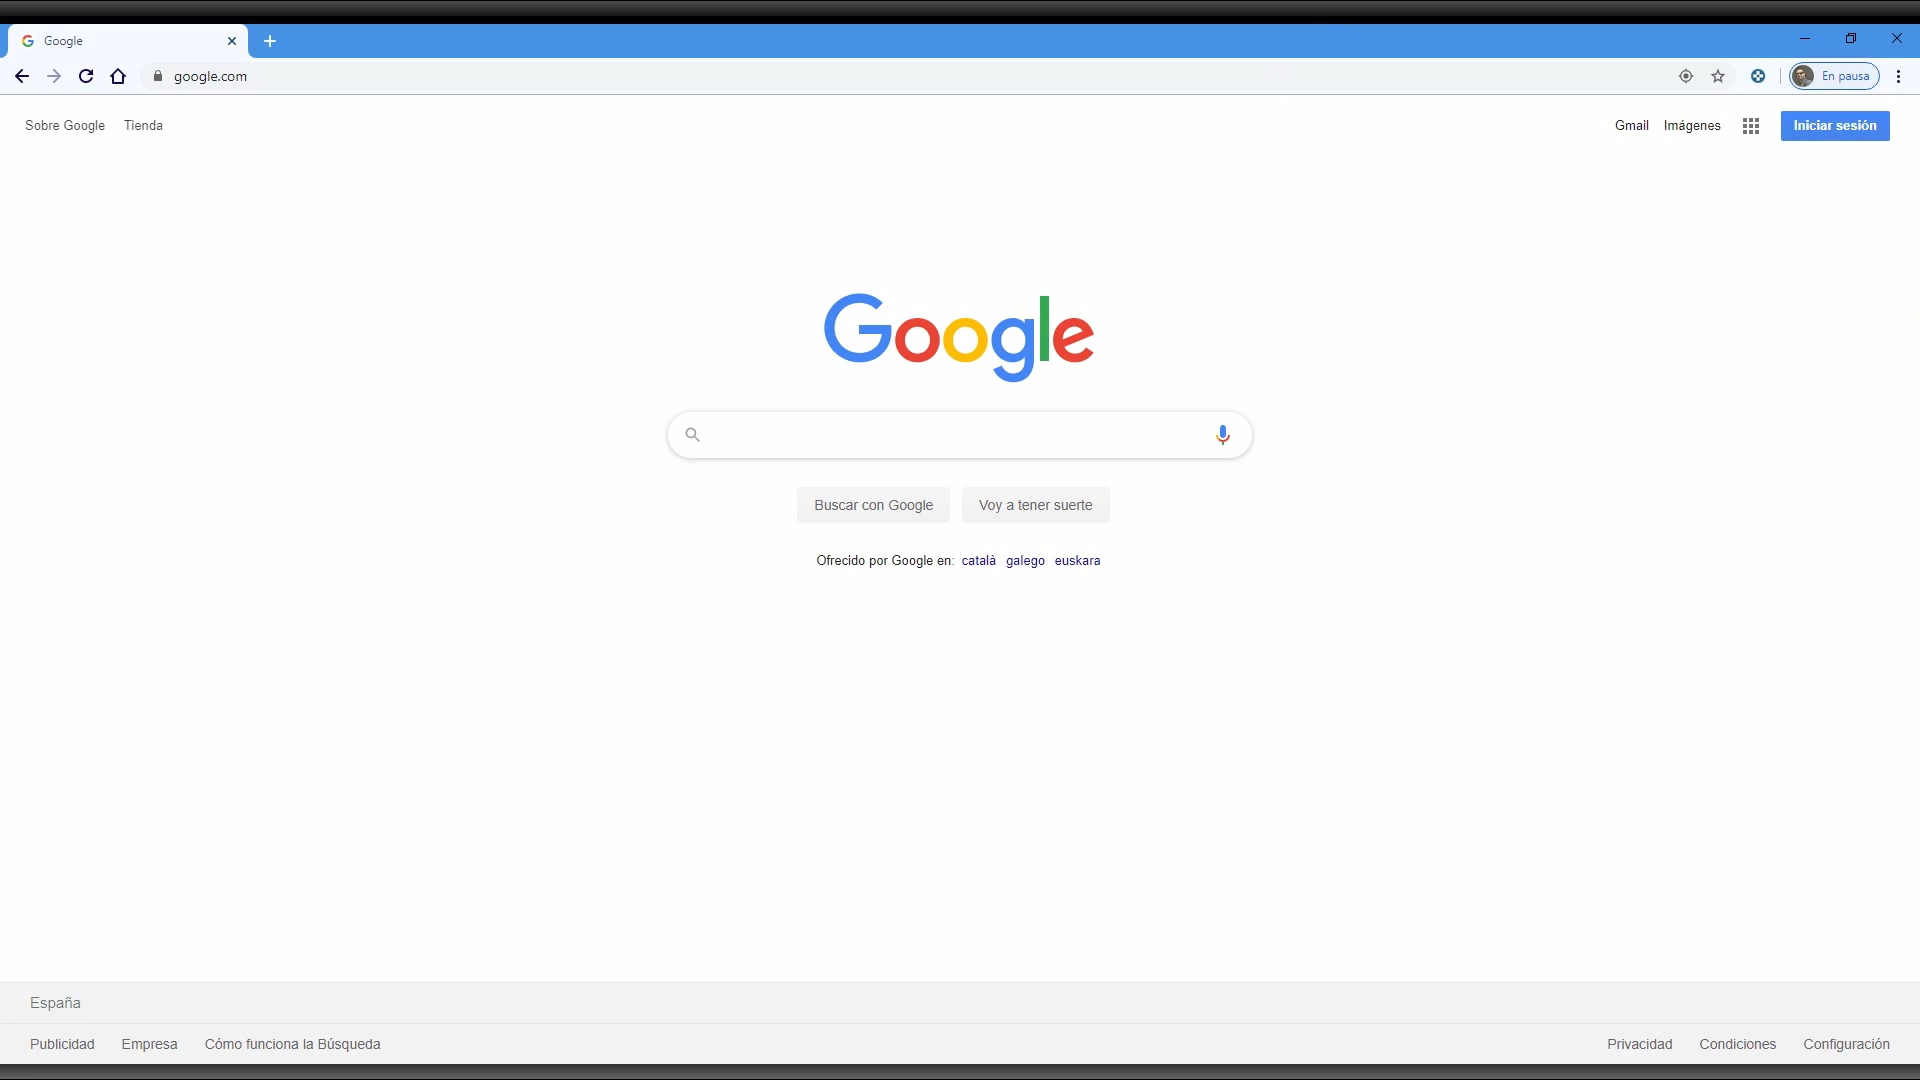 Google
google.com
En pausa
Sobre Google Tienda
Gmail Imágenes Iniciar sesión
Google
Buscar con Google Voy a tener suerte
Ofrecido por Google en: català galego euskara
España
Publicidad Empresa Cómo funciona la Búsqueda
Privacidad Condiciones Configuración